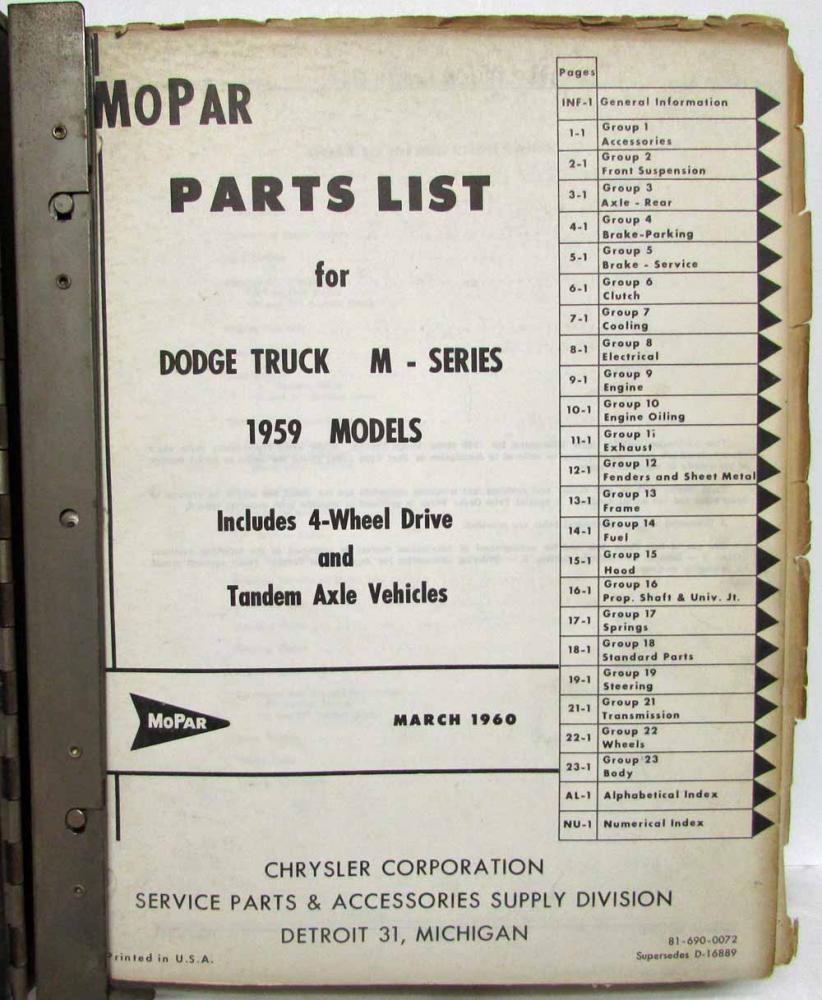 MOPAR
PARTS LIST
for
DODGE TRUCK M - SERIES
1959 MODELS
Includes 4-Wheel Drive
and
Tandem Axle Vehicles
MOPAR
MARCH 1960
Pages
INF-1 General Information
1-1 Group 1
Accessories
2-1 Group 2
Front Suspension
3-1 Group 3
Axle - Rear
4-1 Group 4
Brake-Parking
5-1 Group 5
Brake - Service
6-1 Group 6
Clutch
7-1 Group 7
Cooling
8-1 Group 8
Electrical
9-1 Group 9
Engine
10-1 Group 10
Engine Oiling
11-1 Group 11
Exhaust
12-1 Group 12
Fenders and Sheet Metal
13-1 Group 13
Frame
14-1 Group 14
Fuel
15-1 Group 15
Hood
16-1 Group 16
Prop. Shaft & Univ. Jt.
17-1 Group 17
Springs
18-1 Group 18
Standard Parts
19-1 Group 19
Steering
21-1 Group 21
Transmission
22-1 Group 22
Wheels
23-1 Group 23
Body
AL-1 Alphabetical Index
NU-1 Numerical Index
CHRYSLER CORPORATION
SERVICE PARTS & ACCESSORIES SUPPLY DIVISION
DETROIT 31, MICHIGAN
Printed in U.S.A.
81-690-0072
Supersedes D-16889